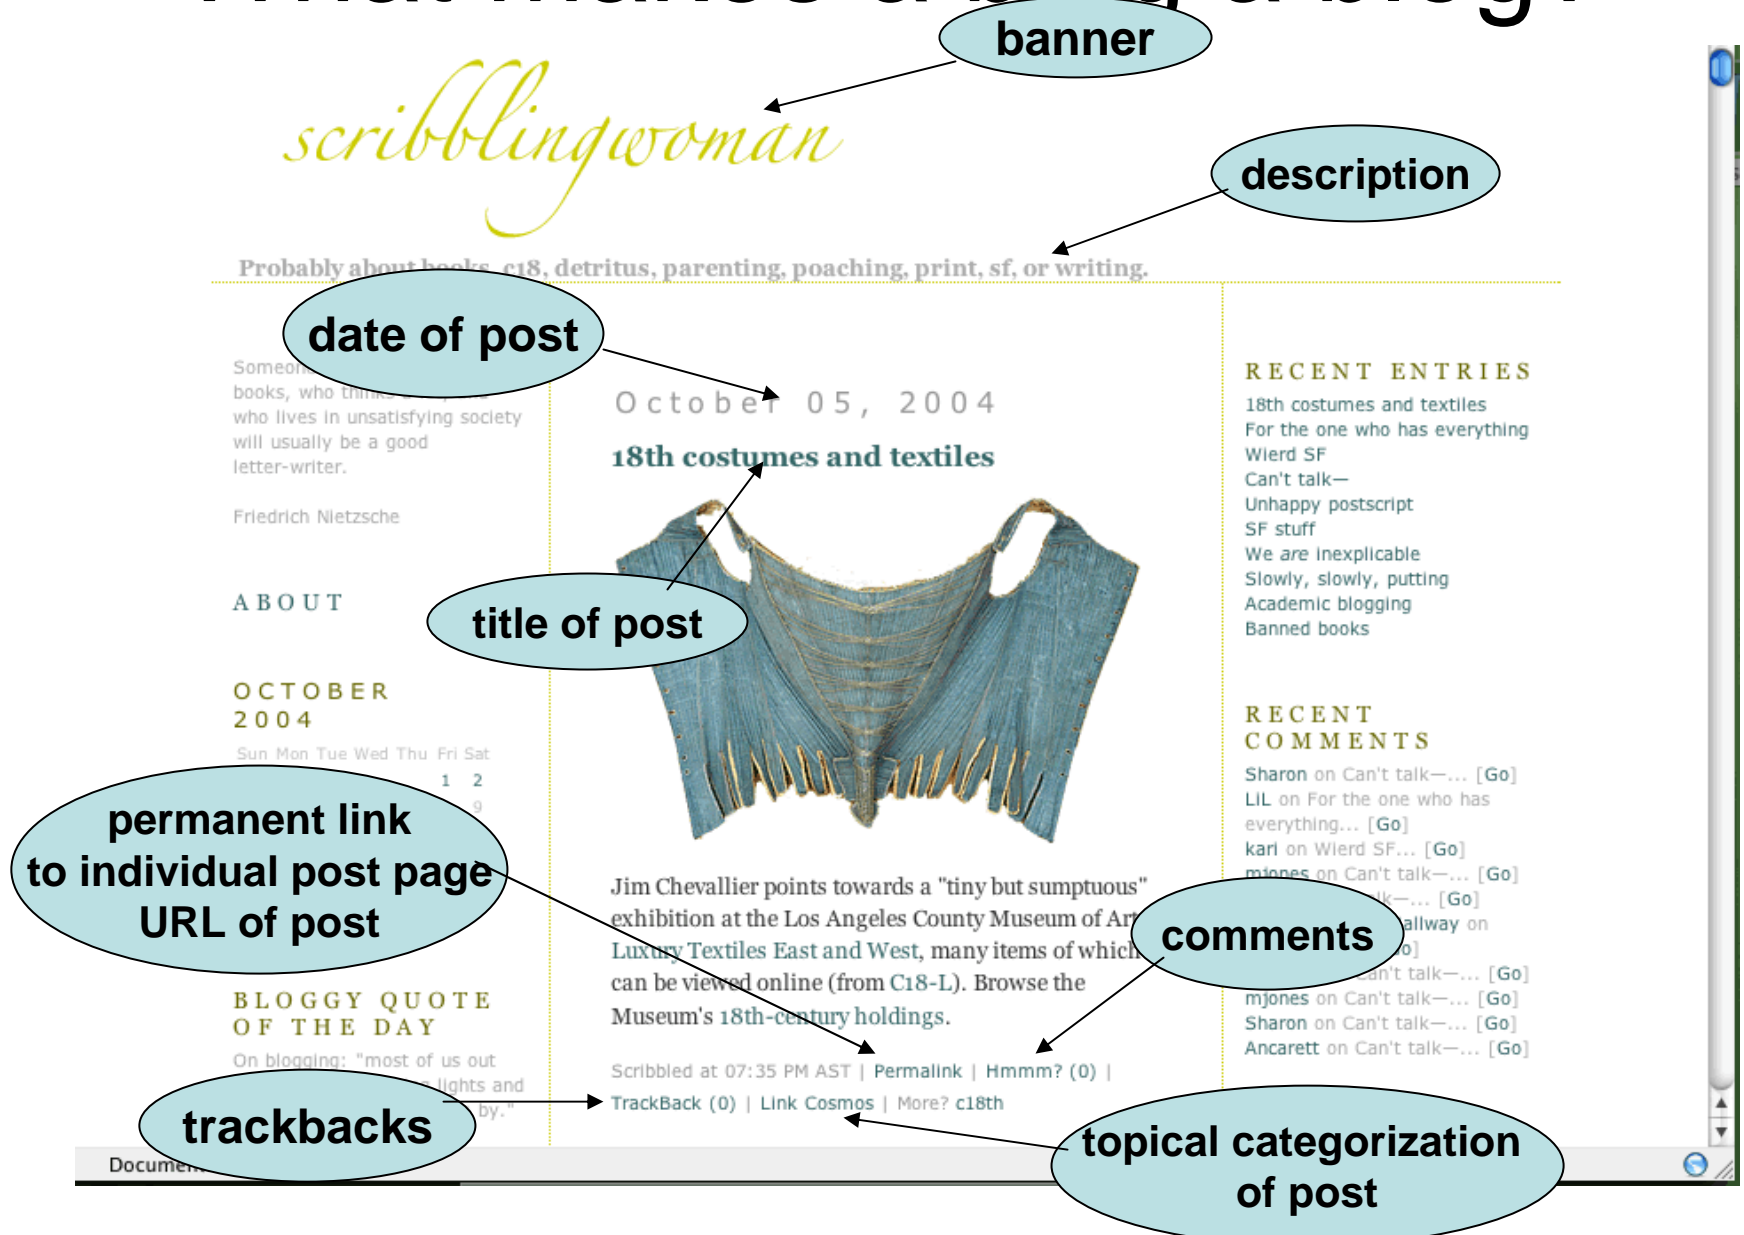 banner
scribblingwoman
description
Probably about books, c18, detritus, parenting, poaching, print, sf, or writing.
date of post
books, who
who lives in unsatisfying society
will usually be a good
letter-writer.
Friedrich Nietzsche
ABOUT
OCTOBER
2004
Sun Mon Tue Wed Thu Fri Sat
1 2
9
permanent link
to individual post page
URL of post
BLOGGY QUOTE
OF THE DAY
On blogging: "most of us out
lights and
by."
trackbacks
Document
October 05, 2004
18th costumes and textiles
title of post
Jim Chevallier points towards a "tiny but sumptuous"
exhibition at the Los Angeles County Museum of Art,
Luxury Textiles East and West, many items of which
can be viewed online (from C18-L). Browse the
Museum's 18th-century holdings.
Scribbled at 07:35 PM AST | Permalink | Hmmm? (0) |
TrackBack (0) | Link Cosmos | More? c18th
comments
topical categorization
of post
RECENT ENTRIES
18th costumes and textiles
For the one who has everything
Wierd SF
Can't talk—
Unhappy postscript
SF stuff
We are inexplicable
Slowly, slowly, putting
Academic blogging
Banned books
RECENT
COMMENTS
Sharon on Can't talk—... [Go]
LiL on For the one who has
everything... [Go]
kari on Wierd SF... [Go]
mjones on Can't talk—... [Go]
[Go]
on
Can't talk—... [Go]
mjones on Can't talk—... [Go]
Sharon on Can't talk—... [Go]
Ancarett on Can't talk—... [Go]